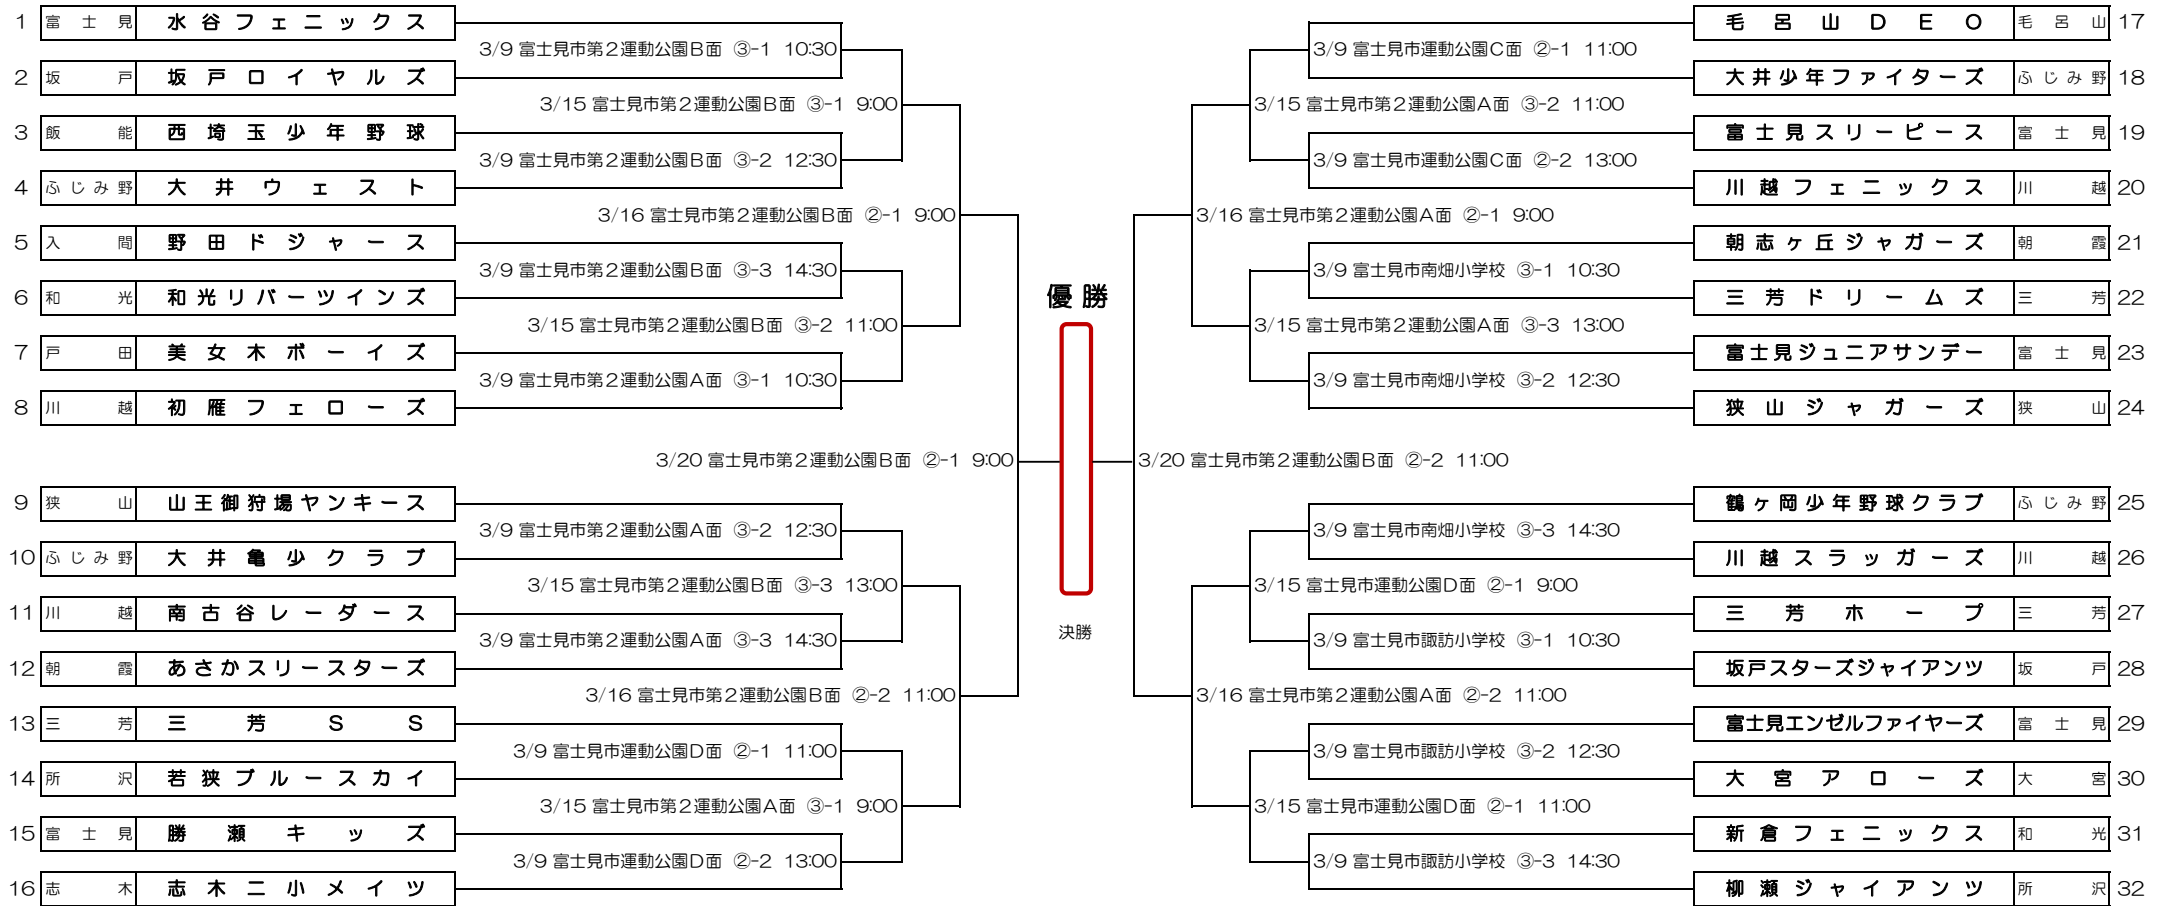 1 富士見 水谷フェニックス
3/9 富士見市第2運動公園B面 ③-1 10:30
2 坂戸 坂戸ロイヤルズ
3/15 富士見市第2運動公園B面 ③-1 9:00
3 飯能 西埼玉少年野球
3/9 富士見市第2運動公園B面 ③-2 12:30
4 ふじみ野 大井ウェスト
3/16 富士見市第2運動公園B面 ②-1 9:00
5 入間 野田ドジャース
3/9 富士見市第2運動公園B面 ③-3 14:30
6 和光 和光リバーツインズ
3/15 富士見市第2運動公園B面 ③-2 11:00
7 戸田 美女木ボーイズ
3/9 富士見市第2運動公園A面 ③-1 10:30
8 川越 初雁フェローズ
3/20 富士見市第2運動公園B面 ②-1 9:00
9 狭山 山王御狩場ヤンキース
3/9 富士見市第2運動公園A面 ③-2 12:30
10 ふじみ野 大井亀少クラブ
3/15 富士見市第2運動公園B面 ③-3 13:00
11 川越 南古谷レーダース
3/9 富士見市第2運動公園A面 ③-3 14:30
12 朝霞 あさかスリースターズ
3/16 富士見市第2運動公園B面 ②-2 11:00
13 三芳 三芳SS
3/9 富士見市運動公園D面 ②-1 11:00
14 所沢 若狭ブルースカイ
3/15 富士見市第2運動公園A面 ③-1 9:00
15 富士見 勝瀬キッズ
3/9 富士見市運動公園D面 ②-2 13:00
16 志木 志木二小メイツ
優勝
決勝
毛呂山DEO 毛呂山 17
3/9 富士見市運動公園C面 ②-1 11:00
大井少年ファイターズ ふじみ野 18
3/15 富士見市第2運動公園A面 ③-2 11:00
富士見スリーピース 富士見 19
3/9 富士見市運動公園C面 ②-2 13:00
川越フェニックス 川越 20
3/16 富士見市第2運動公園A面 ②-1 9:00
朝志ヶ丘ジャガーズ 朝霞 21
3/9 富士見市南畑小学校 ③-1 10:30
三芳ドリームズ 三芳 22
3/15 富士見市第2運動公園A面 ③-3 13:00
富士見ジュニアサンデー 富士見 23
3/9 富士見市南畑小学校 ③-2 12:30
狭山ジャガーズ 狭山 24
3/20 富士見市第2運動公園B面 ②-2 11:00
鶴ヶ岡少年野球クラブ ふじみ野 25
3/9 富士見市南畑小学校 ③-3 14:30
川越スラッガーズ 川越 26
3/15 富士見市運動公園D面 ②-1 9:00
三芳ホープ 三芳 27
3/9 富士見市諏訪小学校 ③-1 10:30
坂戸スターズジャイアンツ 坂戸 28
3/16 富士見市第2運動公園A面 ②-2 11:00
富士見エンゼルファイヤーズ 富士見 29
3/9 富士見市諏訪小学校 ③-2 12:30
大宮アローズ 大宮 30
3/15 富士見市運動公園D面 ②-1 11:00
新倉フェニックス 和光 31
3/9 富士見市諏訪小学校 ③-3 14:30
柳瀬ジャイアンツ 所沢 32